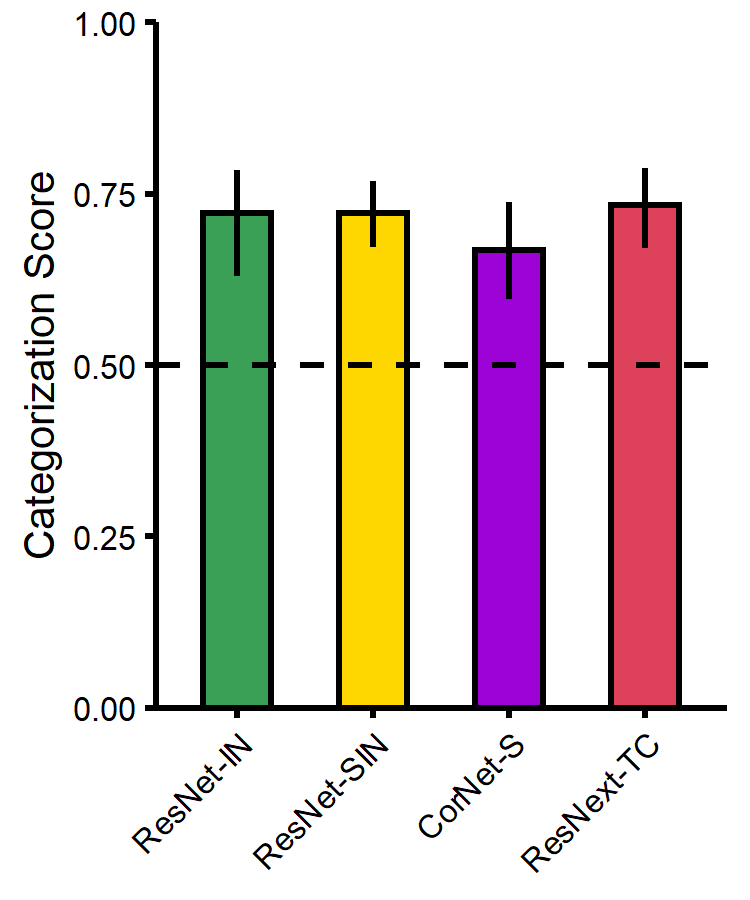 Categorization Score
1.00
0.75
0.50
0.25
0.00
ResNet-IN
ResNet-SIN
CorNet-S
ResNext-TC